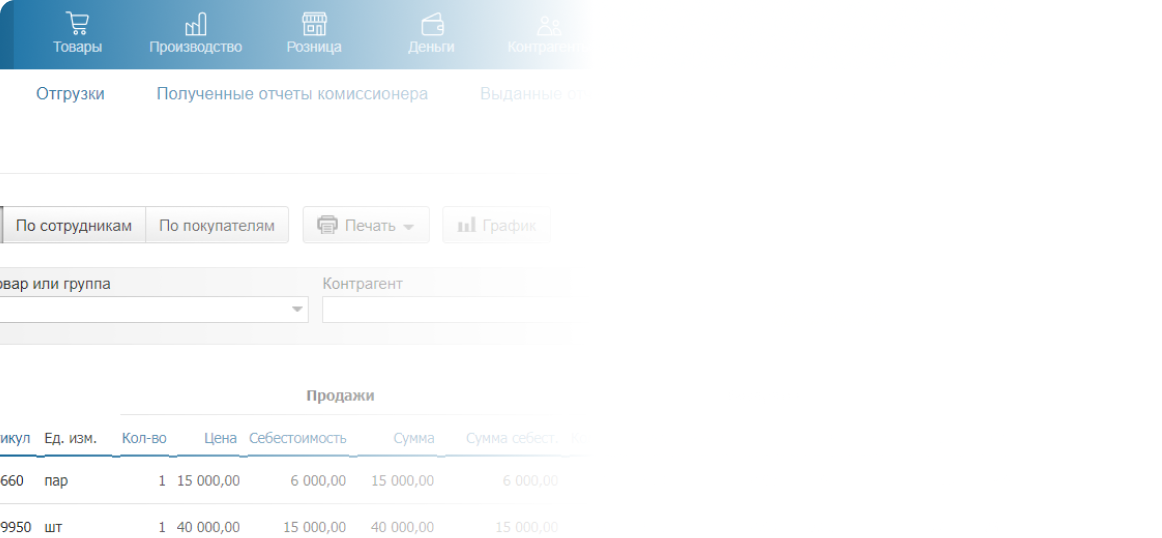 Товары Производство Розница Деньги
Отгрузки Полученные отчеты комиссионера Выданные
По сотрудникам По покупателям Печать График
или группа Контрагент
Продажи
Ед. изм. Кол-во Цена Себестоимость Сумма Сумма себест.
660 пар 1 15 000,00 6 000,00 15 000,00 6 000,00
9950 шт 1 40 000,00 15 000,00 40 000,00 15 000,00